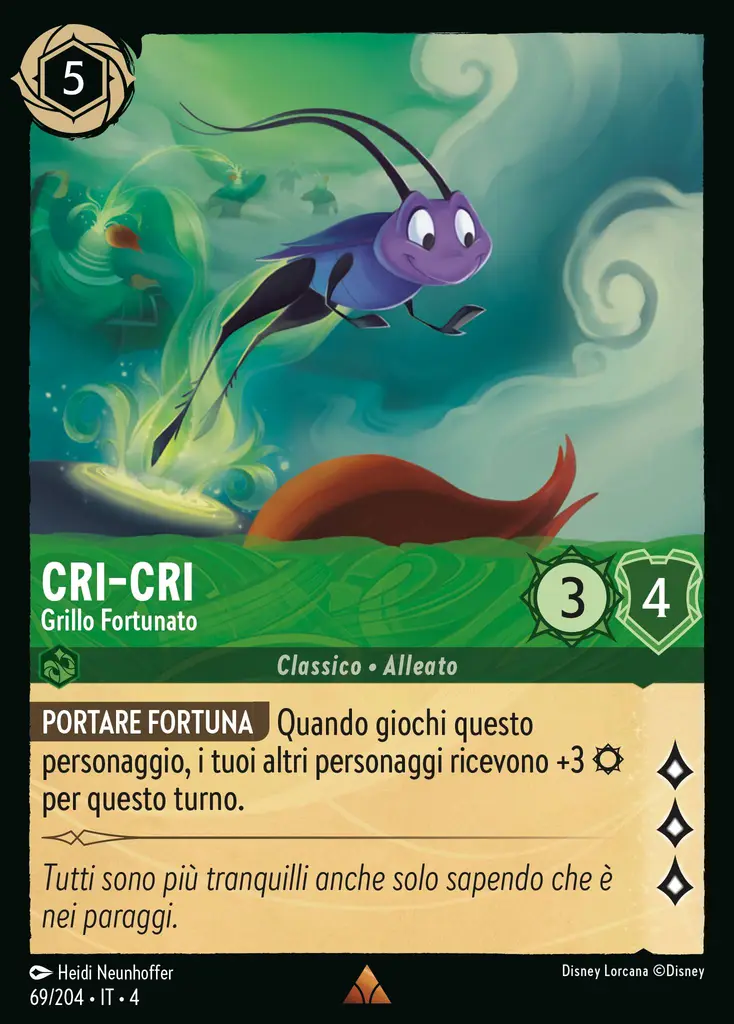 5
CRI-CRI
Grillo Fortunato
3
4
Classico • Alleato
PORTARE FORTUNA Quando giochi questo
personaggio, i tuoi altri personaggi ricevono +3
per questo turno.
Tutti sono più tranquilli anche solo sapendo che è
nei paraggi.
Heidi Neunhoffer
Disney Lorcana ©Disney
69/204 • IT • 4